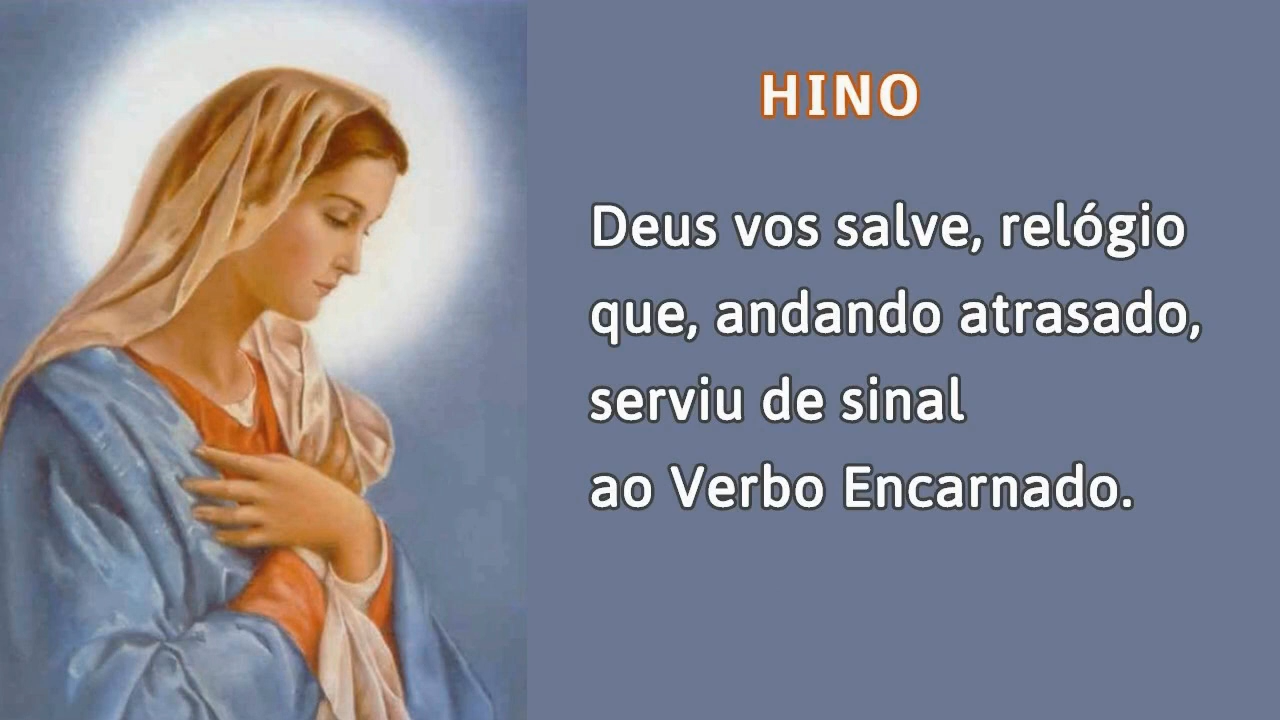 HINO
Deus vos salve, relógio
que, andando atrasado,
serviu de sinal
ao Verbo Encarnado.